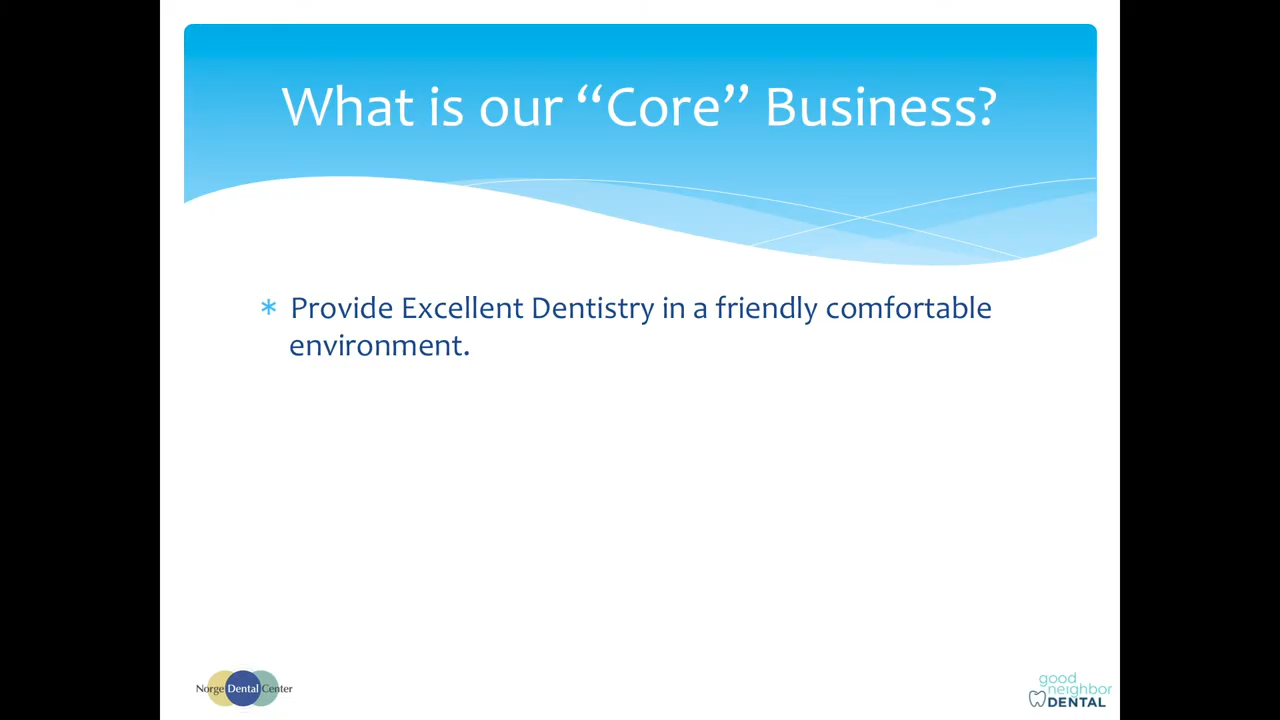 What is our “Core” Business?
* Provide Excellent Dentistry in a friendly comfortable
environment.
Norge Dental Center
good
neighbor
DENTAL